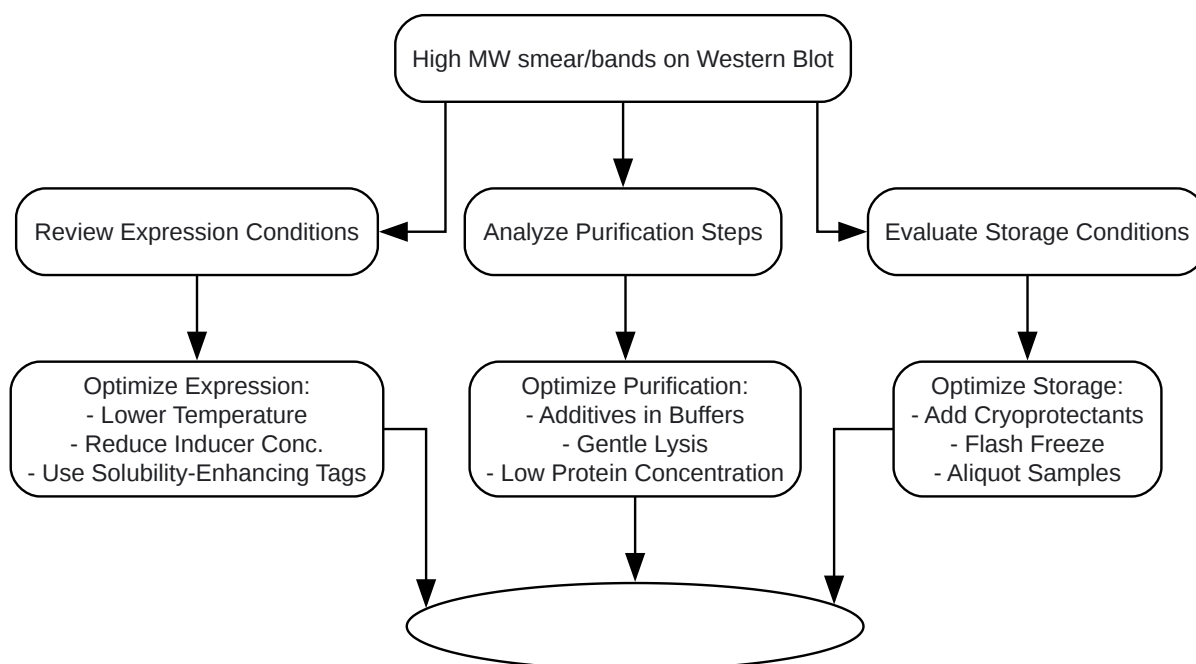 High MW smear/bands on Western Blot
Review Expression Conditions
Analyze Purification Steps
Evaluate Storage Conditions
Optimize Expression:
- Lower Temperature
- Reduce Inducer Conc.
- Use Solubility-Enhancing Tags
Optimize Purification:
- Additives in Buffers
- Gentle Lysis
- Low Protein Concentration
Optimize Storage:
- Add Cryoprotectants
- Flash Freeze
- Aliquot Samples